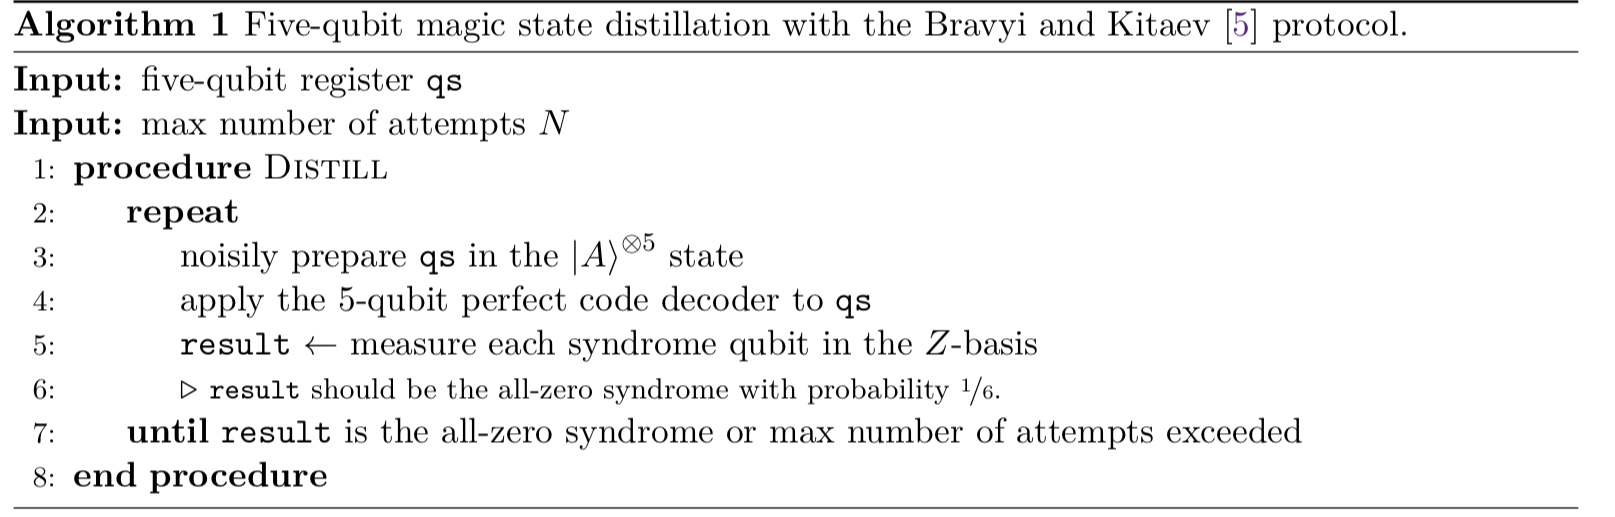 Algorithm 1 Five-qubit magic state distillation with the Bravyi and Kitaev [5] protocol.
Input: five-qubit register qs
Input: max number of attempts N
1: procedure DISTILL
2: repeat
3: noisily prepare qs in the |A⟩⊗5 state
4: apply the 5-qubit perfect code decoder to qs
5: result ← measure each syndrome qubit in the Z-basis
6: ▷ result should be the all-zero syndrome with probability 1/6.
7: until result is the all-zero syndrome or max number of attempts exceeded
8: end procedure